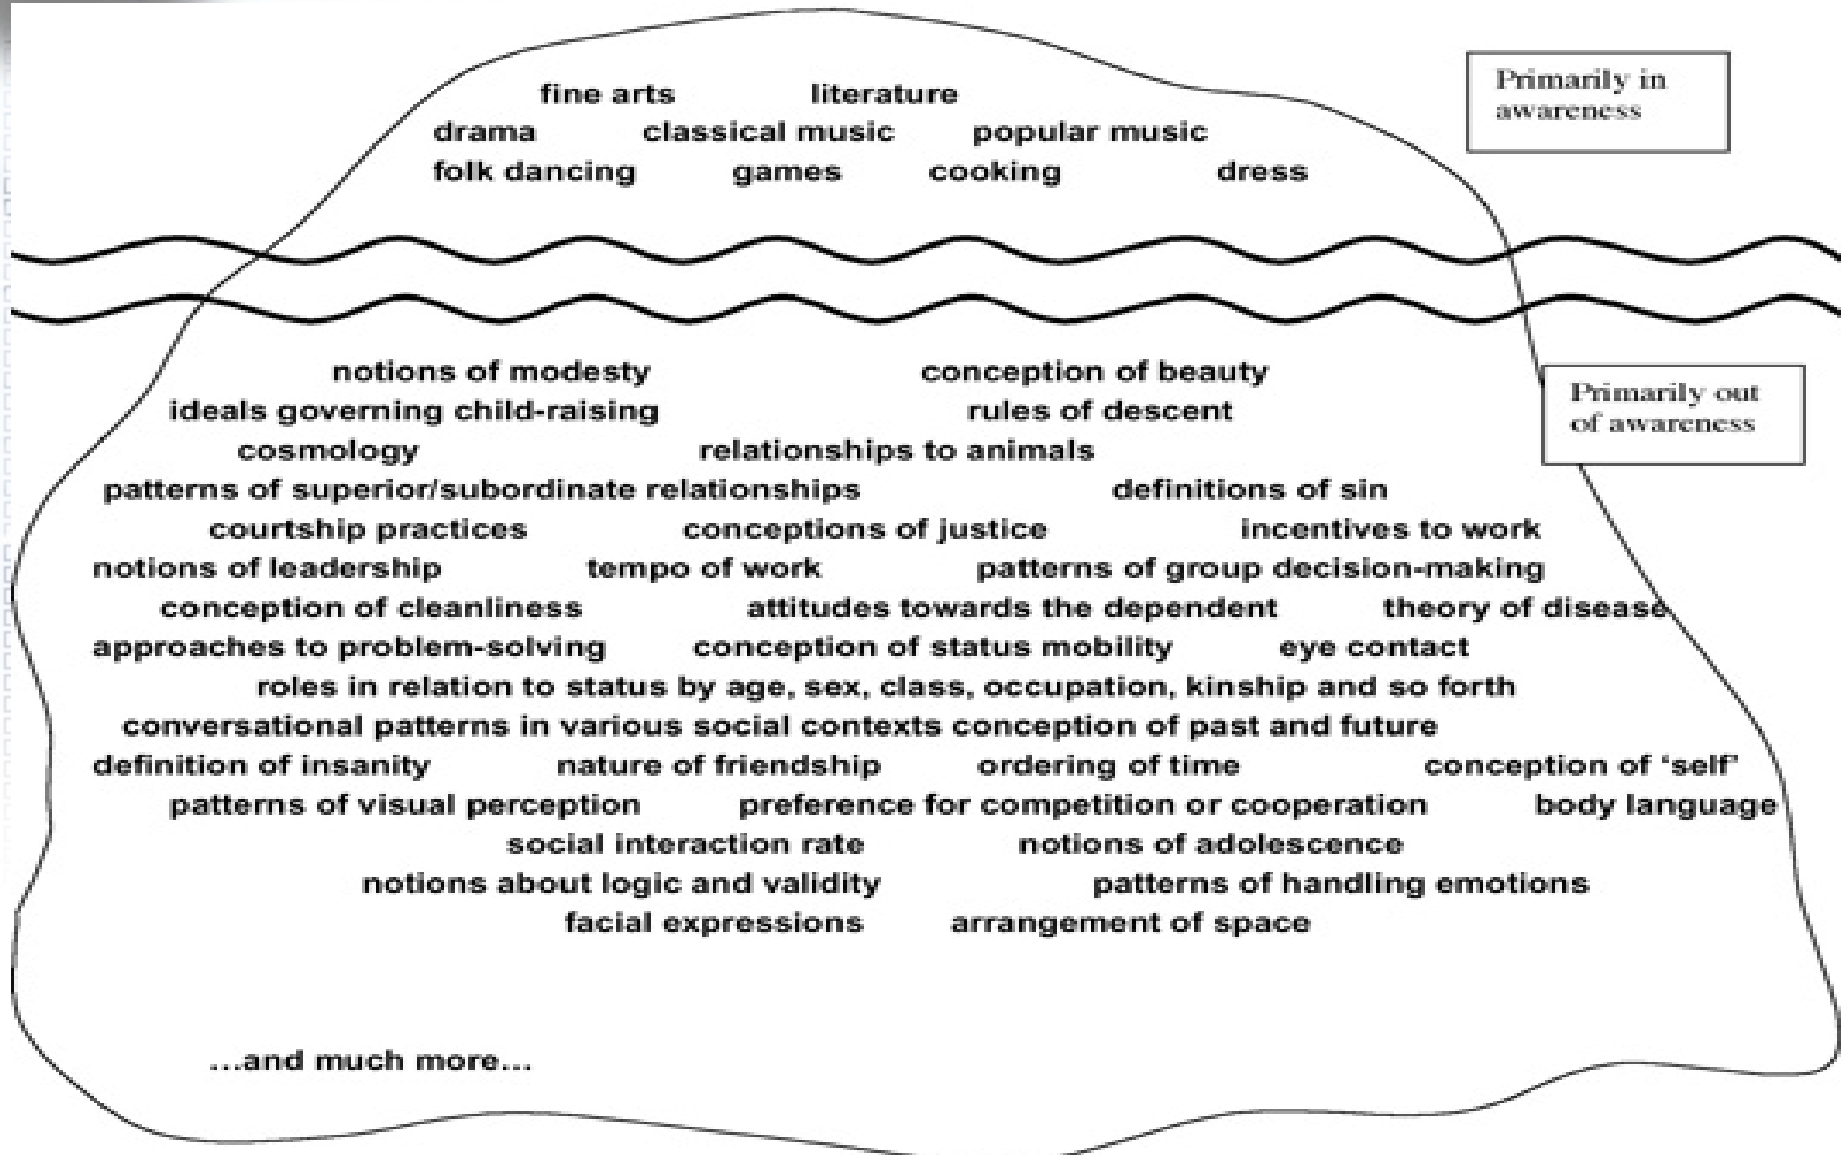 fine arts literature
Primarily in
awareness
drama classical music popular music
folk dancing games cooking dress
notions of modesty conception of beauty
Primarily out
of awareness
ideals governing child-raising rules of descent
cosmology relationships to animals
patterns of superior/subordinate relationships definitions of sin
courtship practices conceptions of justice incentives to work
notions of leadership tempo of work patterns of group decision-making
conception of cleanliness attitudes towards the dependent theory of disease
approaches to problem-solving conception of status mobility eye contact
roles in relation to status by age, sex, class, occupation, kinship and so forth
conversational patterns in various social contexts conception of past and future
definition of insanity nature of friendship ordering of time conception of 'self'
patterns of visual perception preference for competition or cooperation body language
social interaction rate notions of adolescence
notions about logic and validity patterns of handling emotions
facial expressions arrangement of space
...and much more...